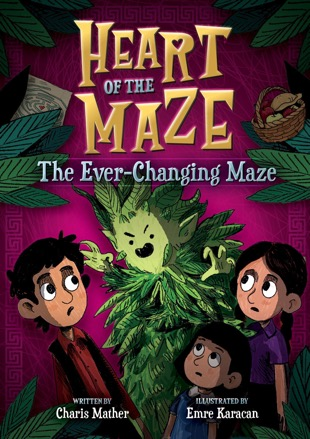 HEART
OF THE
MAZE
The Ever-Changing Maze
WRITTEN BY
Charis Mather
ILLUSTRATED BY
Emre Karacan